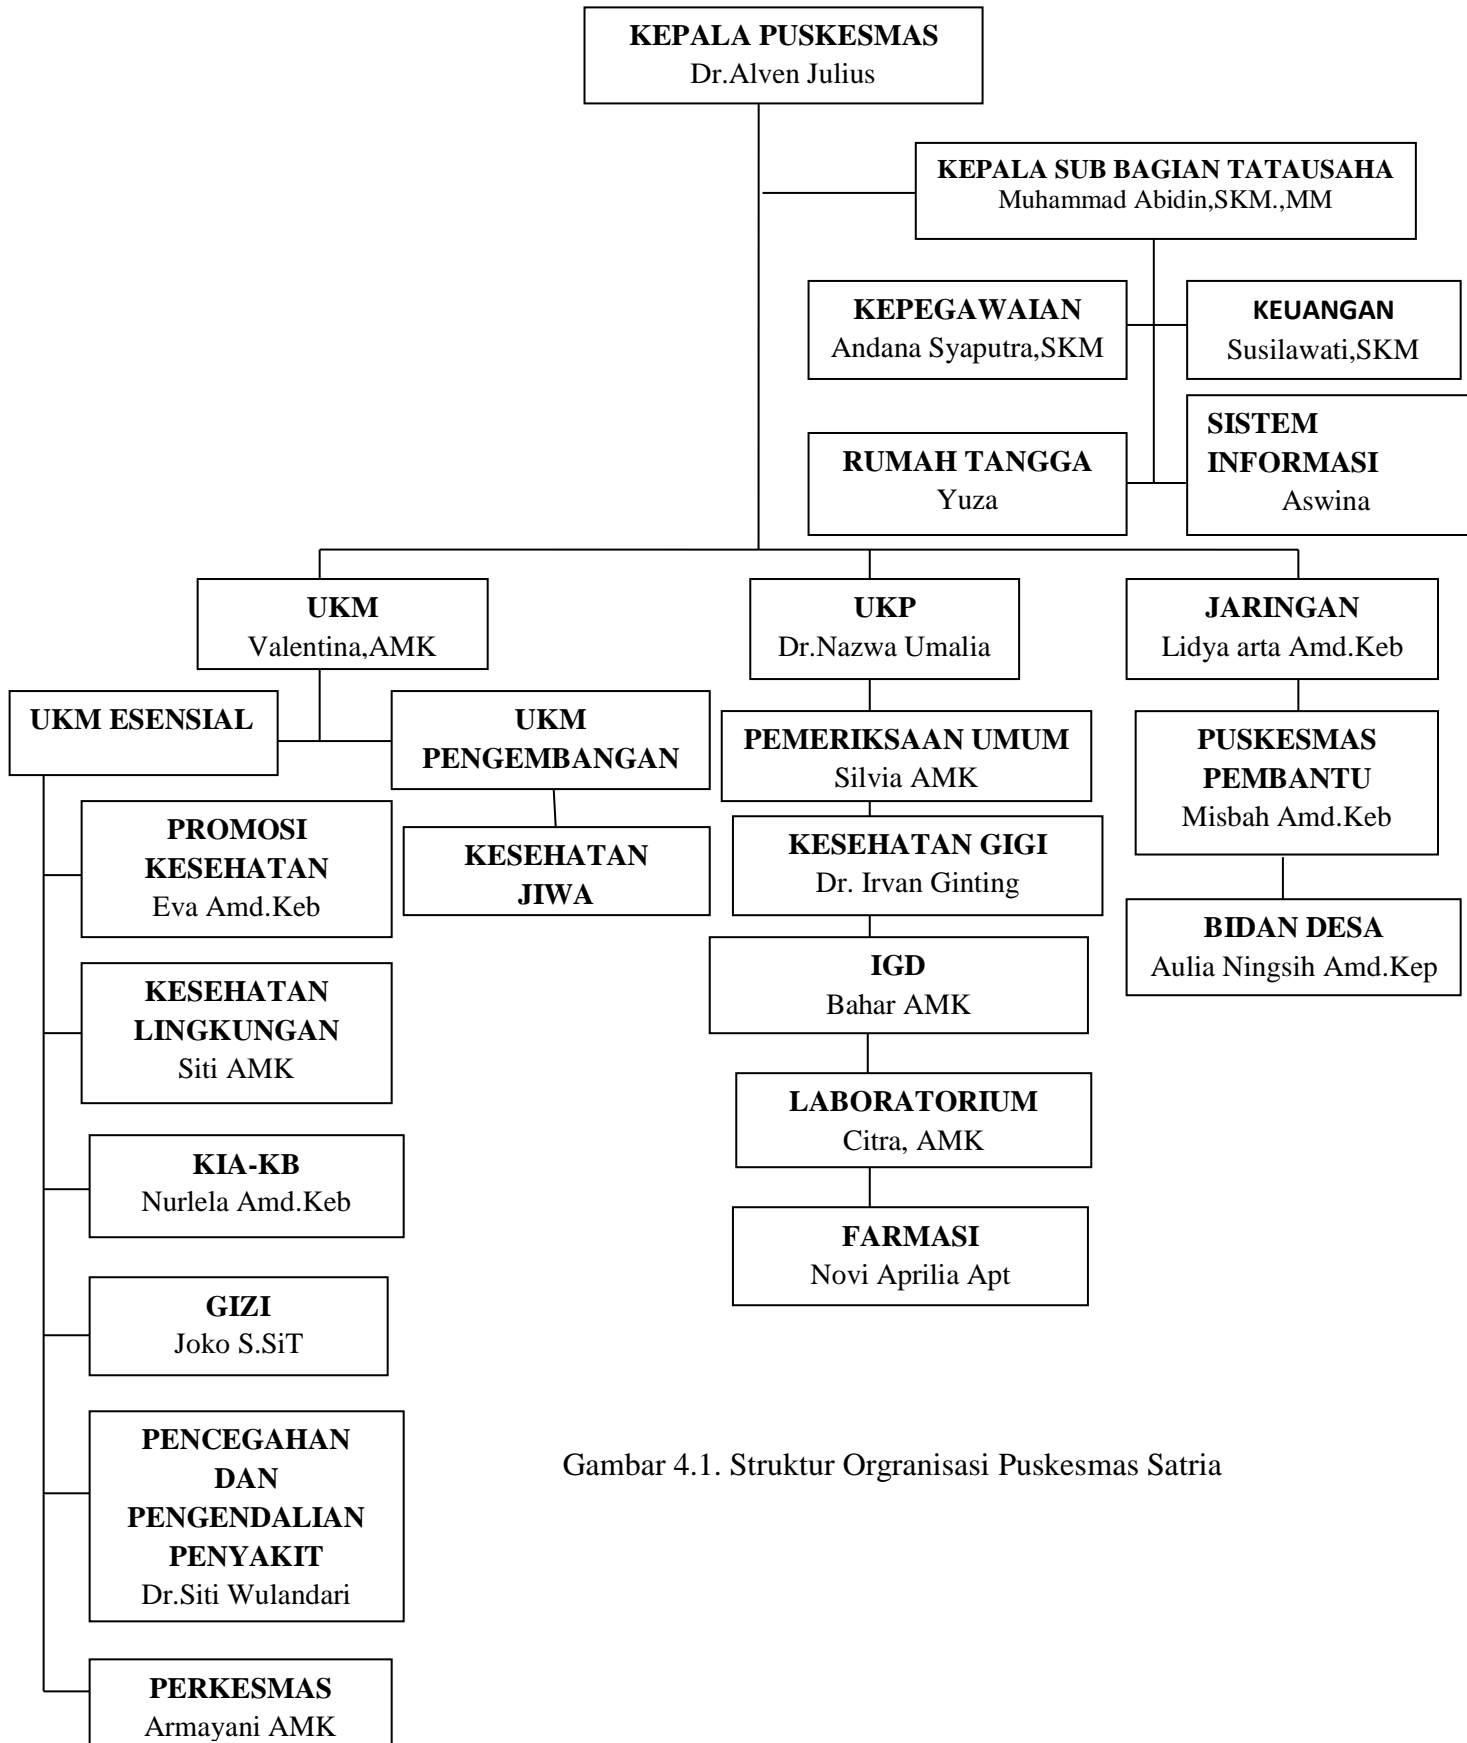 KEPALA PUSKESMAS
Dr.Alven Julius
KEPALA SUB BAGIAN TATAUSAHA
Muhammad Abidin,SKM.,MM
KEPEGAWAIAN
Andana Syaputra,SKM
KEUANGAN
Susilawati,SKM
RUMAH TANGGA
Yuza
SISTEM
INFORMASI
Aswina
UKM
Valentina,AMK
UKP
Dr.Nazwa Umalia
JARINGAN
Lidya arta Amd.Keb
UKM ESENSIAL
UKM
PENGEMBANGAN
KESEHATAN
JIWA
PROMOSI
KESEHATAN
Eva Amd.Keb
KESEHATAN
LINGKUNGAN
Siti AMK
KIA-KB
Nurlela Amd.Keb
GIZI
Joko S.SiT
PENCEGAHAN
DAN
PENGENDALIAN
PENYAKIT
Dr.Siti Wulandari
PERKESMAS
Armayani AMK
PEMERIKSAAN UMUM
Silvia AMK
KESEHATAN GIGI
Dr. Irvan Ginting
IGD
Bahar AMK
LABORATORIUM
Citra, AMK
FARMASI
Novi Aprilia Apt
PUSKESMAS
PEMBANTU
Misbah Amd.Keb
BIDAN DESA
Aulia Ningsih Amd.Kep
Gambar 4.1. Struktur Orgranisasi Puskesmas Satria